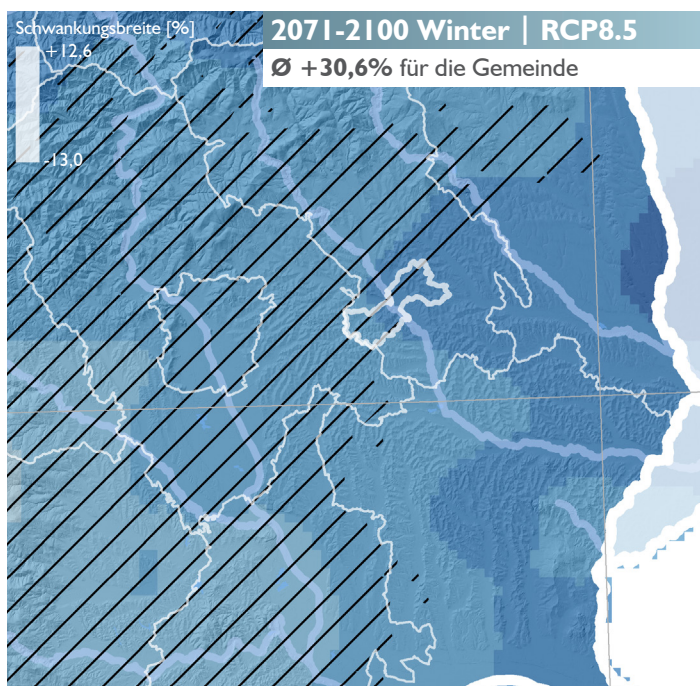 Schwankungsbreite [%]
+12,6
-13,0
2071-2100 Winter | RCP8.5
Ø +30,6% für die Gemeinde